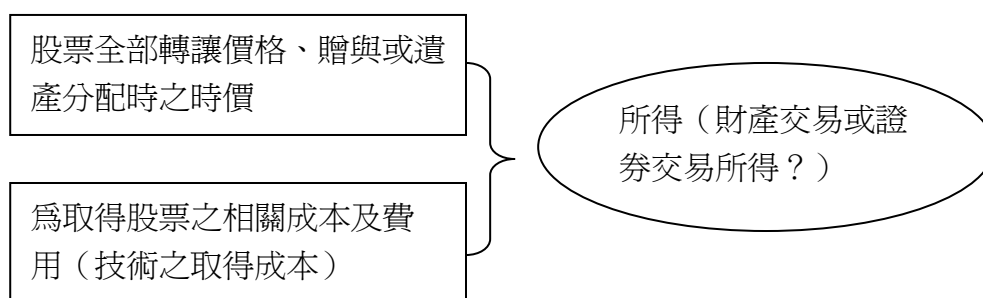 股票全部轉讓價格、贈與或遺
產分配時之時價
所得（財產交易或證
券交易所得？）
爲取得股票之相關成本及費
用（技術之取得成本）